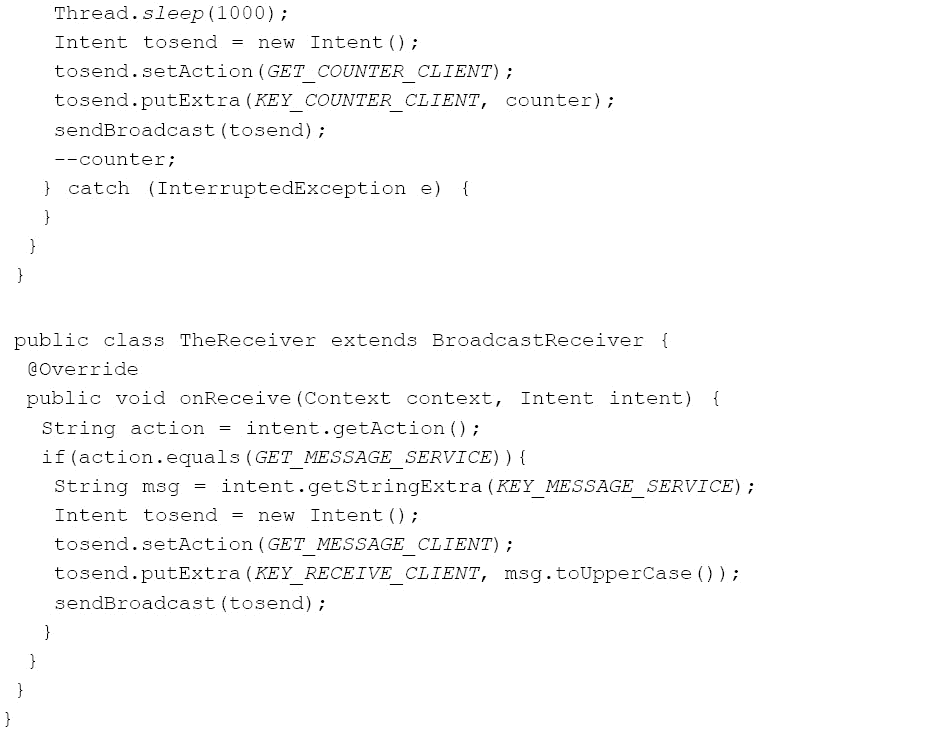 Thread.sleep(1000);
Intent tosend = new Intent();
tosend.setAction(GET_COUNTER_CLIENT);
tosend.putExtra(KEY_COUNTER_CLIENT, counter);
sendBroadcast(tosend);
--counter;
} catch (InterruptedException e) {
}
}
}
public class TheReceiver extends BroadcastReceiver {
@Override
public void onReceive(Context context, Intent intent) {
String action = intent.getAction();
if(action.equals(GET_MESSAGE_SERVICE)){
String msg = intent.getStringExtra(KEY_MESSAGE_SERVICE);
Intent tosend = new Intent();
tosend.setAction(GET_MESSAGE_CLIENT);
tosend.putExtra(KEY_RECEIVE_CLIENT, msg.toUpperCase());
sendBroadcast(tosend);
}
}
}
}